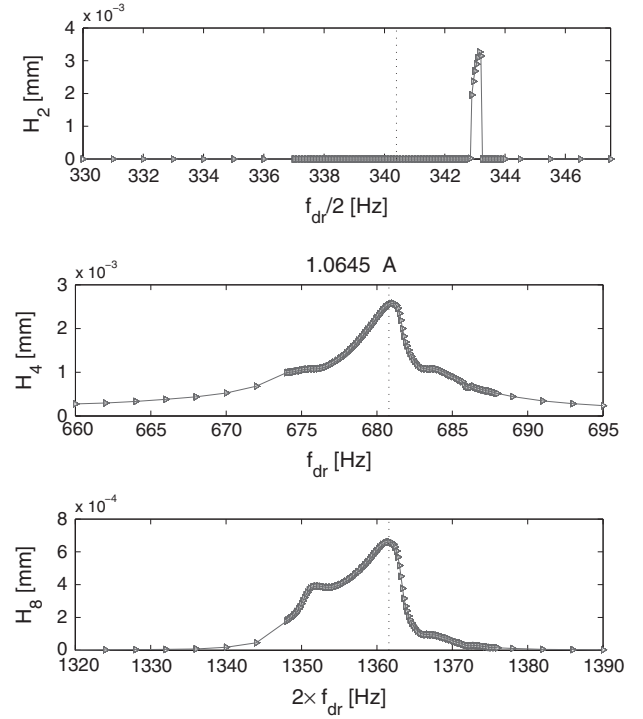 x 10⁻³
4
3
2
1
0
H₂ [mm]
330 332 334 336 338 340 342 344 346
f_dr/2 [Hz]
1.0645 A
x 10⁻³
3
2
1
0
H₄ [mm]
660 665 670 675 680 685 690 695
f_dr [Hz]
x 10⁻⁴
8
6
4
2
0
H₈ [mm]
1320 1330 1340 1350 1360 1370 1380 1390
2× f_dr [Hz]